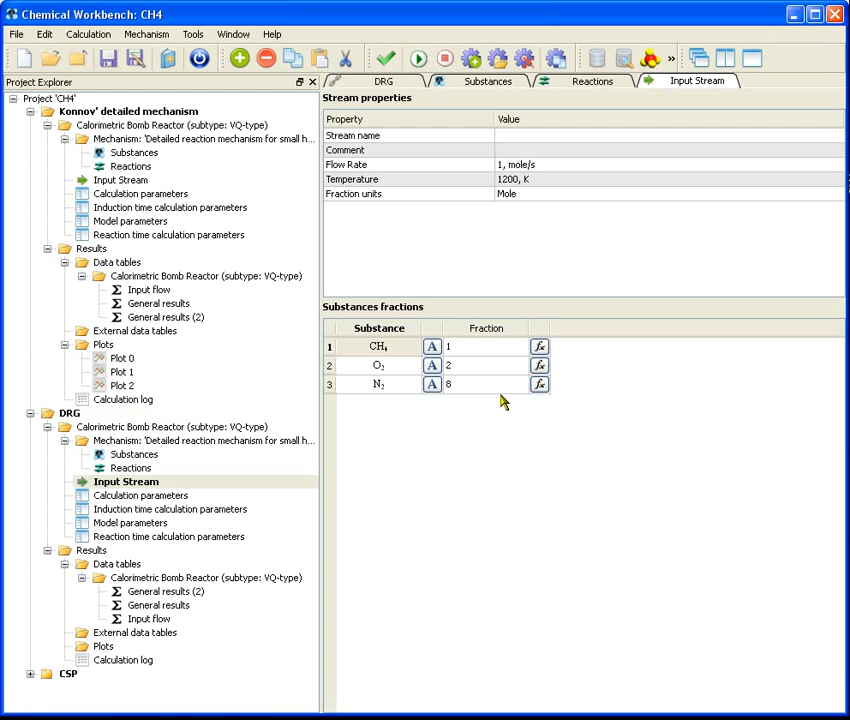 Chemical Workbench: CH4
File Edit Calculation Mechanism Tools Window Help
»
Project Explorer
DRG Substances Reactions Input Stream
Project 'CH4'
Konnov' detailed mechanism
Calorimetric Bomb Reactor (subtype: VQ-type)
Mechanism: 'Detailed reaction mechanism for small h...
Substances
Reactions
Input Stream
Calculation parameters
Induction time calculation parameters
Model parameters
Reaction time calculation parameters
Results
Data tables
Calorimetric Bomb Reactor (subtype: VQ-type)
Σ Input flow
Σ General results
Σ General results (2)
External data tables
Plots
Plot 0
Plot 1
Plot 2
Calculation log
DRG
Calorimetric Bomb Reactor (subtype: VQ-type)
Mechanism: 'Detailed reaction mechanism for small h...
Substances
Reactions
Input Stream
Calculation parameters
Induction time calculation parameters
Model parameters
Reaction time calculation parameters
Results
Data tables
Calorimetric Bomb Reactor (subtype: VQ-type)
Σ General results (2)
Σ General results
Σ Input flow
External data tables
Plots
Calculation log
CSP
Stream properties
Property Value
Stream name
Comment
Flow Rate 1, mole/s
Temperature 1200, K
Fraction units Mole
Substances fractions
Substance Fraction
1 CH₄ A 1 fx
2 O₂ A 2 fx
3 N₂ A 8 fx